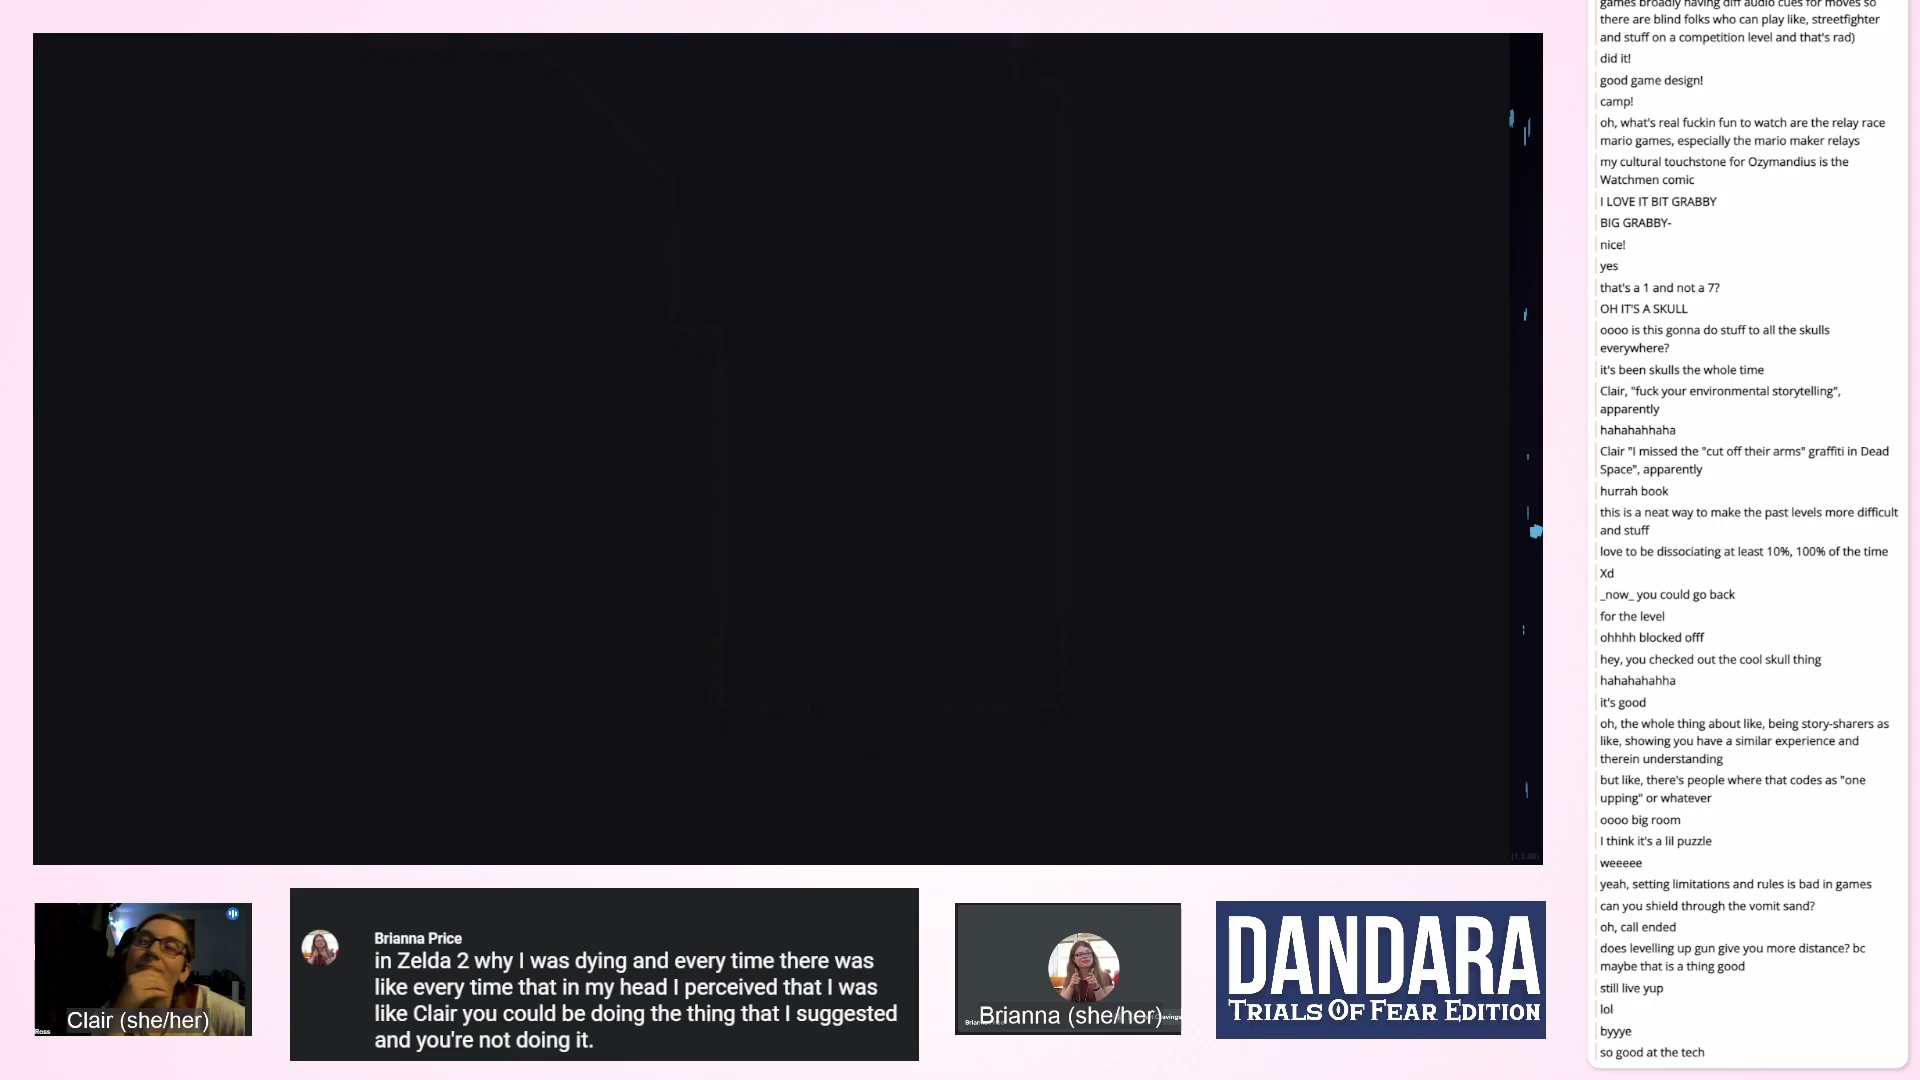 games broadly having diff audio cues for moves so
there are blind folks who can play like, streetfighter
and stuff on a competition level and that's rad)
did it!
good game design!
camp!
oh, what's real fuckin fun to watch are the relay race
mario games, especially the mario maker relays
my cultural touchstone for Ozymandius is the
Watchmen comic
I LOVE IT BIT GRABBY
BIG GRABBY-
nice!
yes
that's a 1 and not a 7?
OH IT'S A SKULL
oooo is this gonna do stuff to all the skulls
everywhere?
it's been skulls the whole time
Clair, "fuck your environmental storytelling",
apparently
hahahahhaha
Clair "I missed the "cut off their arms" graffiti in Dead
Space", apparently
hurrah book
this is a neat way to make the past levels more difficult
and stuff
love to be dissociating at least 10%, 100% of the time
Xd
_now_ you could go back
for the level
ohhhh blocked offf
hey, you checked out the cool skull thing
hahahahahha
it's good
oh, the whole thing about like, being story-sharers as
like, showing you have a similar experience and
therein understanding
but like, there's people where that codes as "one
upping" or whatever
oooo big room
I think it's a lil puzzle
weeeee
yeah, setting limitations and rules is bad in games
can you shield through the vomit sand?
oh, call ended
does levelling up gun give you more distance? bc
maybe that is a thing good
still live yup
lol
byyye
so good at the tech
Ross
Clair (she/her)
Brianna Price
in Zelda 2 why I was dying and every time there was
like every time that in my head I perceived that I was
like Clair you could be doing the thing that I suggested
and you're not doing it.
Brianna (she/her)
DANDARA
TRIALS OF FEAR EDITION